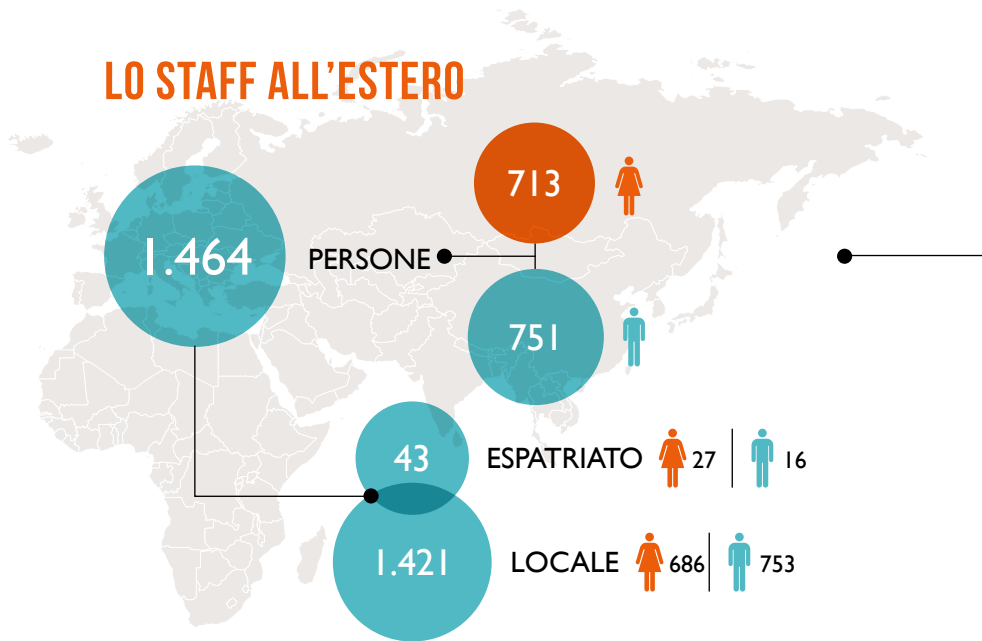 LO STAFF ALL'ESTERO
713
1.464
PERSONE
751
43
ESPATRIATO
27
16
1.421
LOCALE
686
753